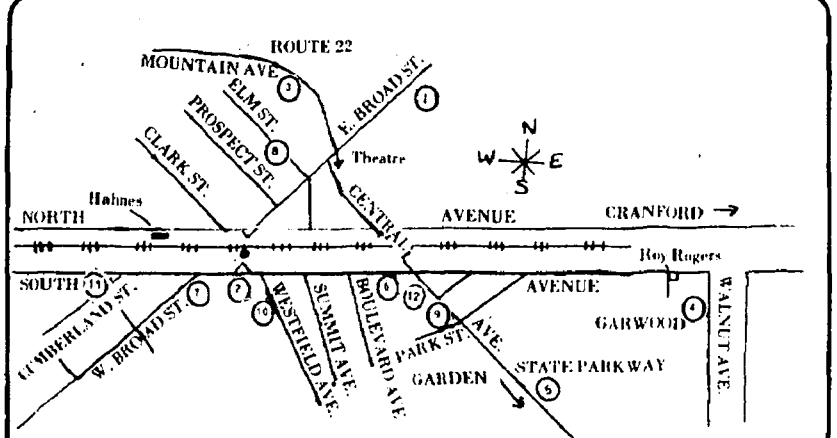 ROUTE 22
MOUNTAIN AVE
3
ELM ST.
E. BROAD ST.
1
PROSPECT ST.
8
CLARK ST.
Theatre
N
W E
S
Hahnes
CENTRAL
NORTH
AVENUE
CRANFORD
Roy Rogers
SOUTH
11
7
2
10
6
12
AVENUE
CUMBERLAND ST.
W. BROAD ST.
WESTFIELD AVE.
SUMMIT AVE.
BOULEVARD AVE
9
PARK ST.
AVE.
4
GARWOOD
WALNUT AVE.
GARDEN
STATE PARKWAY
5